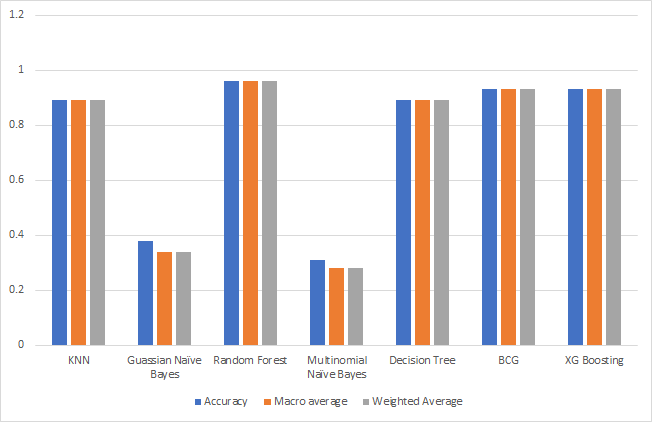 1.2
1
0.8
0.6
0.4
0.2
0
KNN
Guassian Naïve
Bayes
Random Forest
Multinomial
Naïve Bayes
Decision Tree
BCG
XG Boosting
Accuracy
Macro average
Weighted Average